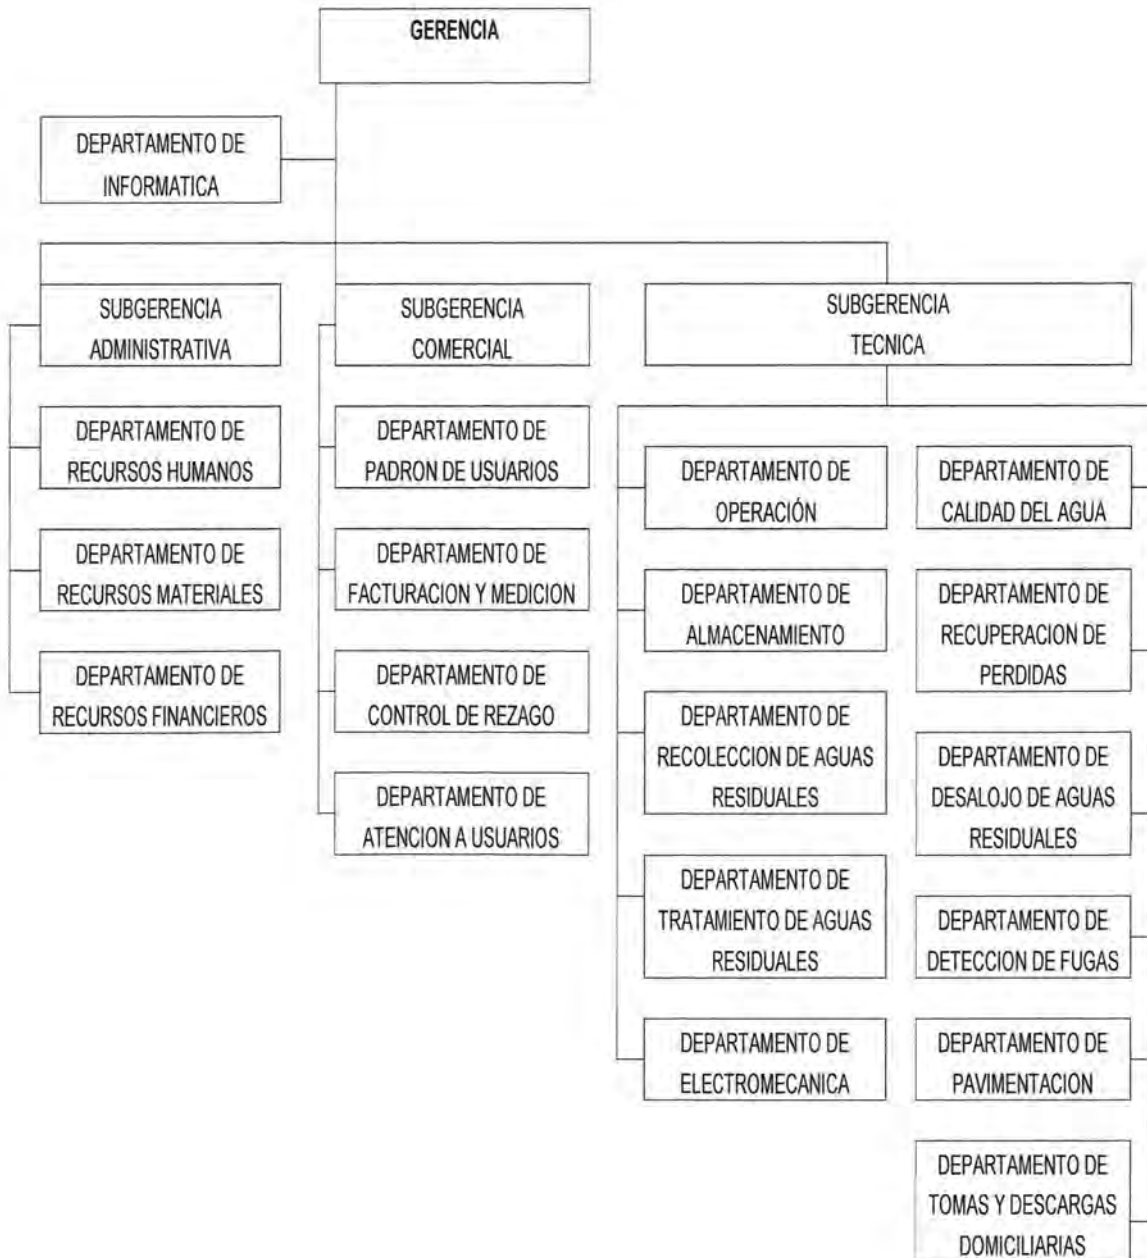 GERENCIA
DEPARTAMENTO DE
INFORMATICA
SUBGERENCIA
ADMINISTRATIVA
DEPARTAMENTO DE
RECURSOS HUMANOS
DEPARTAMENTO DE
RECURSOS MATERIALES
DEPARTAMENTO DE
RECURSOS FINANCIEROS
SUBGERENCIA
COMERCIAL
DEPARTAMENTO DE
PADRON DE USUARIOS
DEPARTAMENTO DE
FACTURACION Y MEDICION
DEPARTAMENTO DE
CONTROL DE REZAGO
DEPARTAMENTO DE
ATENCION A USUARIOS
SUBGERENCIA
TECNICA
DEPARTAMENTO DE
OPERACIÓN
DEPARTAMENTO DE
ALMACENAMIENTO
DEPARTAMENTO DE
RECOLECCION DE AGUAS
RESIDUALES
DEPARTAMENTO DE
TRATAMIENTO DE AGUAS
RESIDUALES
DEPARTAMENTO DE
ELECTROMECANICA
DEPARTAMENTO DE
CALIDAD DEL AGUA
DEPARTAMENTO DE
RECUPERACION DE
PERDIDAS
DEPARTAMENTO DE
DESALOJO DE AGUAS
RESIDUALES
DEPARTAMENTO DE
DETECCION DE FUGAS
DEPARTAMENTO DE
PAVIMENTACION
DEPARTAMENTO DE
TOMAS Y DESCARGAS
DOMICILIARIAS